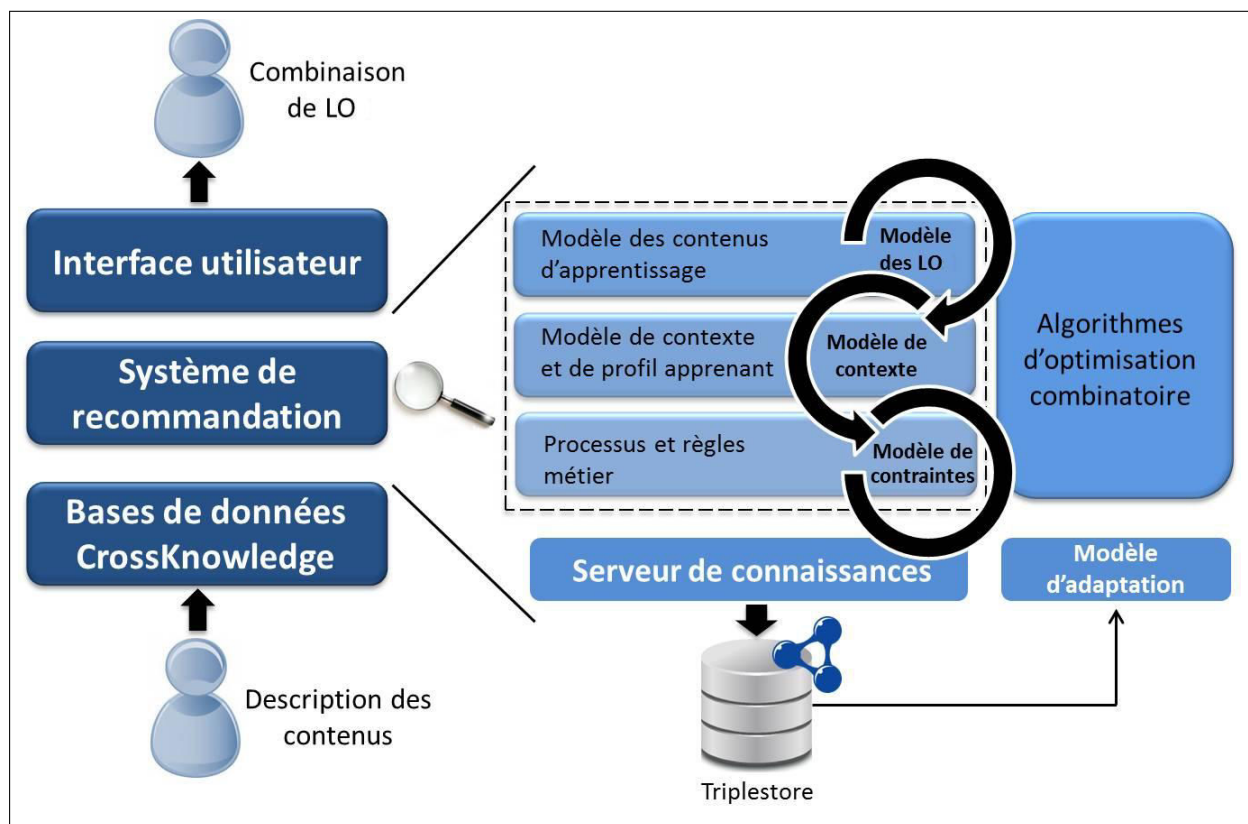 Combinaison
de LO
Interface utilisateur
Système de
recommandation
Bases de données
CrossKnowledge
Description des
contenus
Modèle des contenus
d'apprentissage
Modèle
des LO
Modèle de contexte
et de profil apprenant
Modèle de
contexte
Processus et règles
métier
Modèle de
contraintes
Algorithmes
d'optimisation
combinatoire
Serveur de connaissances
Modèle
d'adaptation
Triplestore